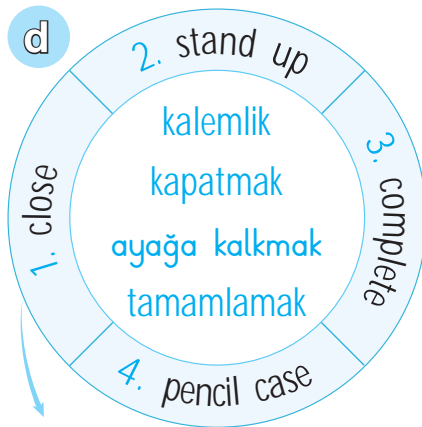 d
1. close
2. stand up
3. complete
4. pencil case
kalemlik
kapatmak
ayağa kalkmak
tamamlamak